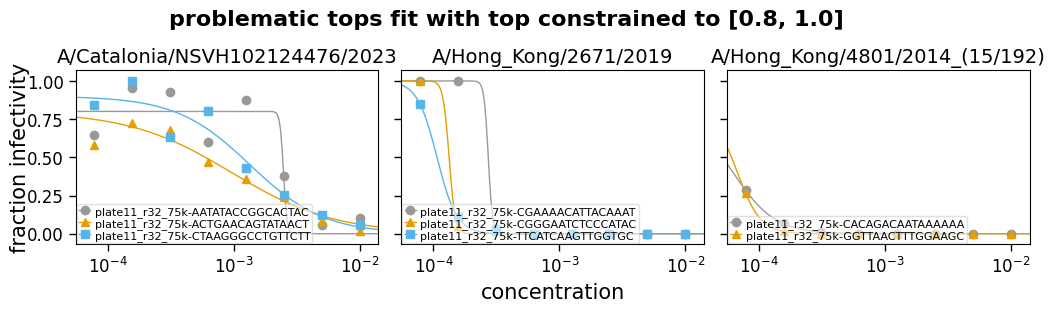 problematic tops fit with top constrained to [0.8, 1.0]
A/Catalonia/NSVH102124476/2023
A/Hong_Kong/2671/2019
A/Hong_Kong/4801/2014_(15/192)
fraction infectivity
1.00
0.75
0.50
0.25
0.00
plate11_r32_75k-AATATACCGGCACTAC
plate11_r32_75k-ACTGAACAGTATAACT
plate11_r32_75k-CTAAGGGCCTGTTCTT
plate11_r32_75k-CGAAAACATTACAAAT
plate11_r32_75k-CGGGAATCTCCCATAC
plate11_r32_75k-TTCATCAAGTTGGTGC
plate11_r32_75k-CACAGACAATAAAAAA
plate11_r32_75k-GGTTAACTTTGGAAGC
10⁻⁴ 10⁻³ 10⁻²
10⁻⁴ 10⁻³ 10⁻²
10⁻⁴ 10⁻³ 10⁻²
concentration